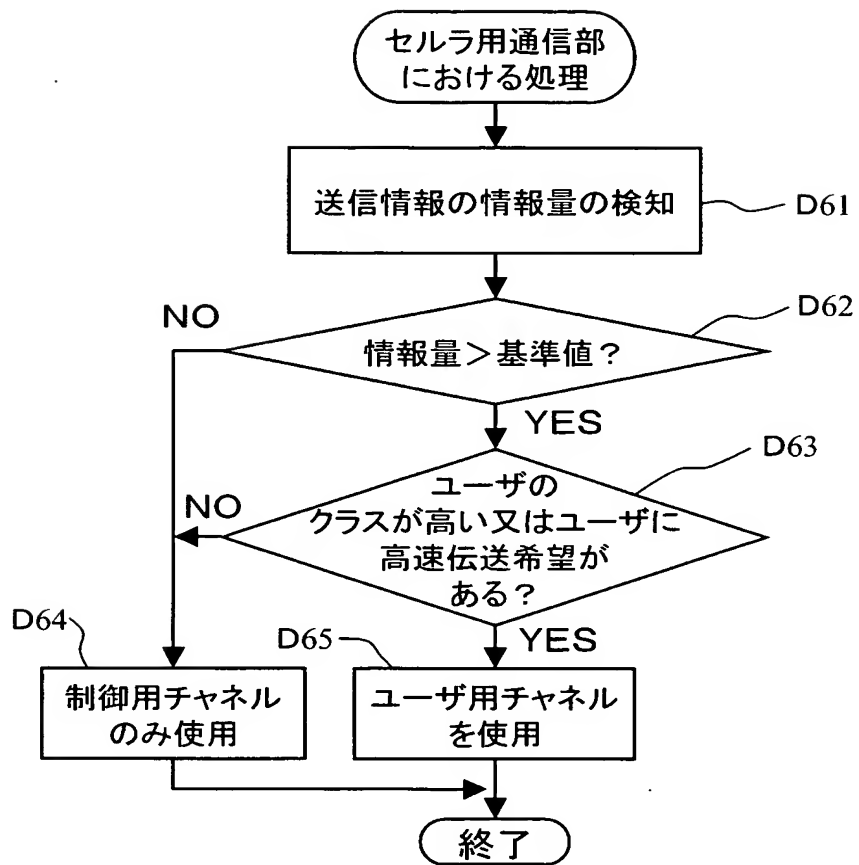 セルラ用通信部
における処理
送信情報の情報量の検知
D61
D62
NO
情報量＞基準値？
YES
D63
ユーザの
クラスが高い又はユーザに
高速伝送希望が
ある？
NO
YES
D64
D65
制御用チャネル
のみ使用
ユーザ用チャネル
を使用
終了